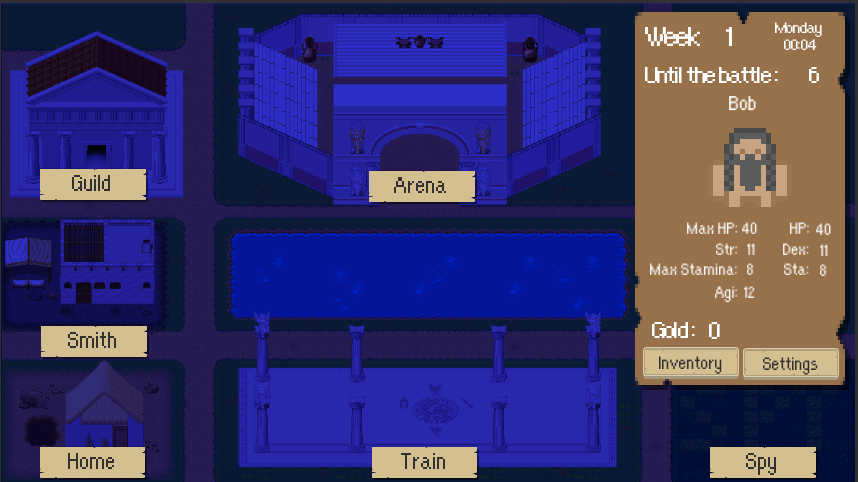 Week 1
Monday
00:04
Until the battle: 6
Bob
Max HP: 40 HP: 40
Str: 11 Dex: 11
Max Stamina: 8 Sta: 8
Agi: 12
Gold: 0
Inventory Settings
Guild
Arena
Smith
Home
Train
Spy